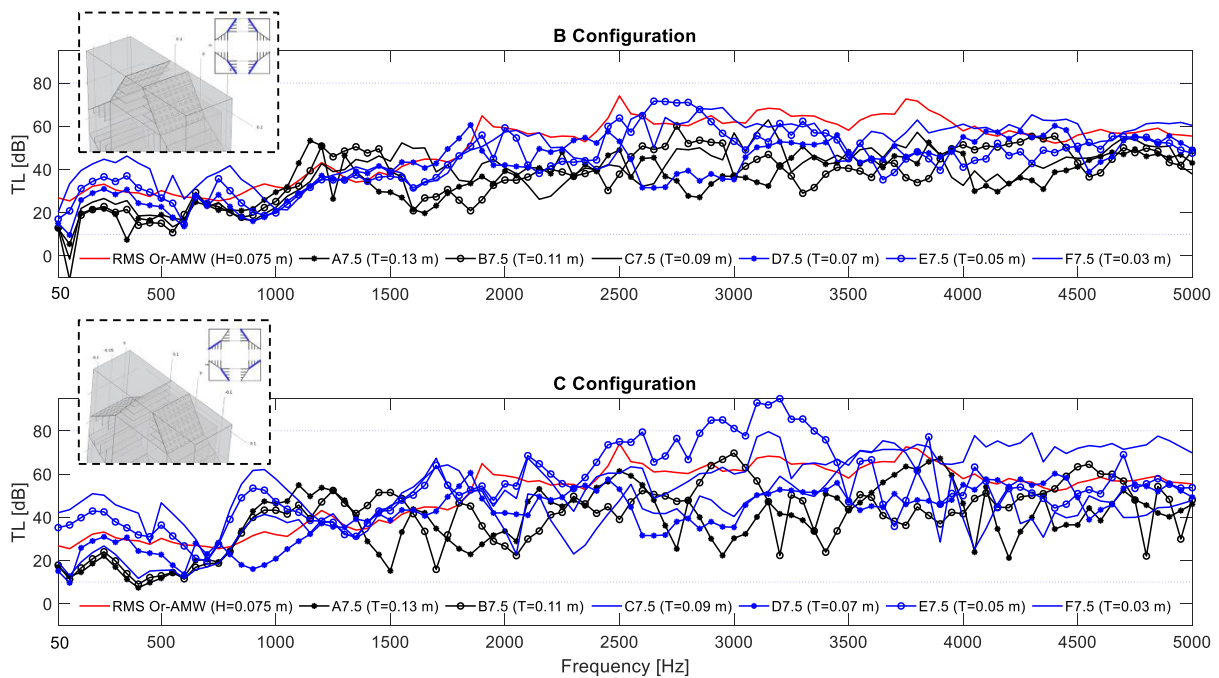 B Configuration
80
60
40
20
0
TL [dB]
RMS Or-AMW (H=0.075 m) A7.5 (T=0.13 m) B7.5 (T=0.11 m) C7.5 (T=0.09 m) D7.5 (T=0.07 m) E7.5 (T=0.05 m) F7.5 (T=0.03 m)
50 500 1000 1500 2000 2500 3000 3500 4000 4500 5000
C Configuration
80
60
40
20
0
TL [dB]
RMS Or-AMW (H=0.075 m) A7.5 (T=0.13 m) B7.5 (T=0.11 m) C7.5 (T=0.09 m) D7.5 (T=0.07 m) E7.5 (T=0.05 m) F7.5 (T=0.03 m)
50 500 1000 1500 2000 2500 3000 3500 4000 4500 5000
Frequency [Hz]